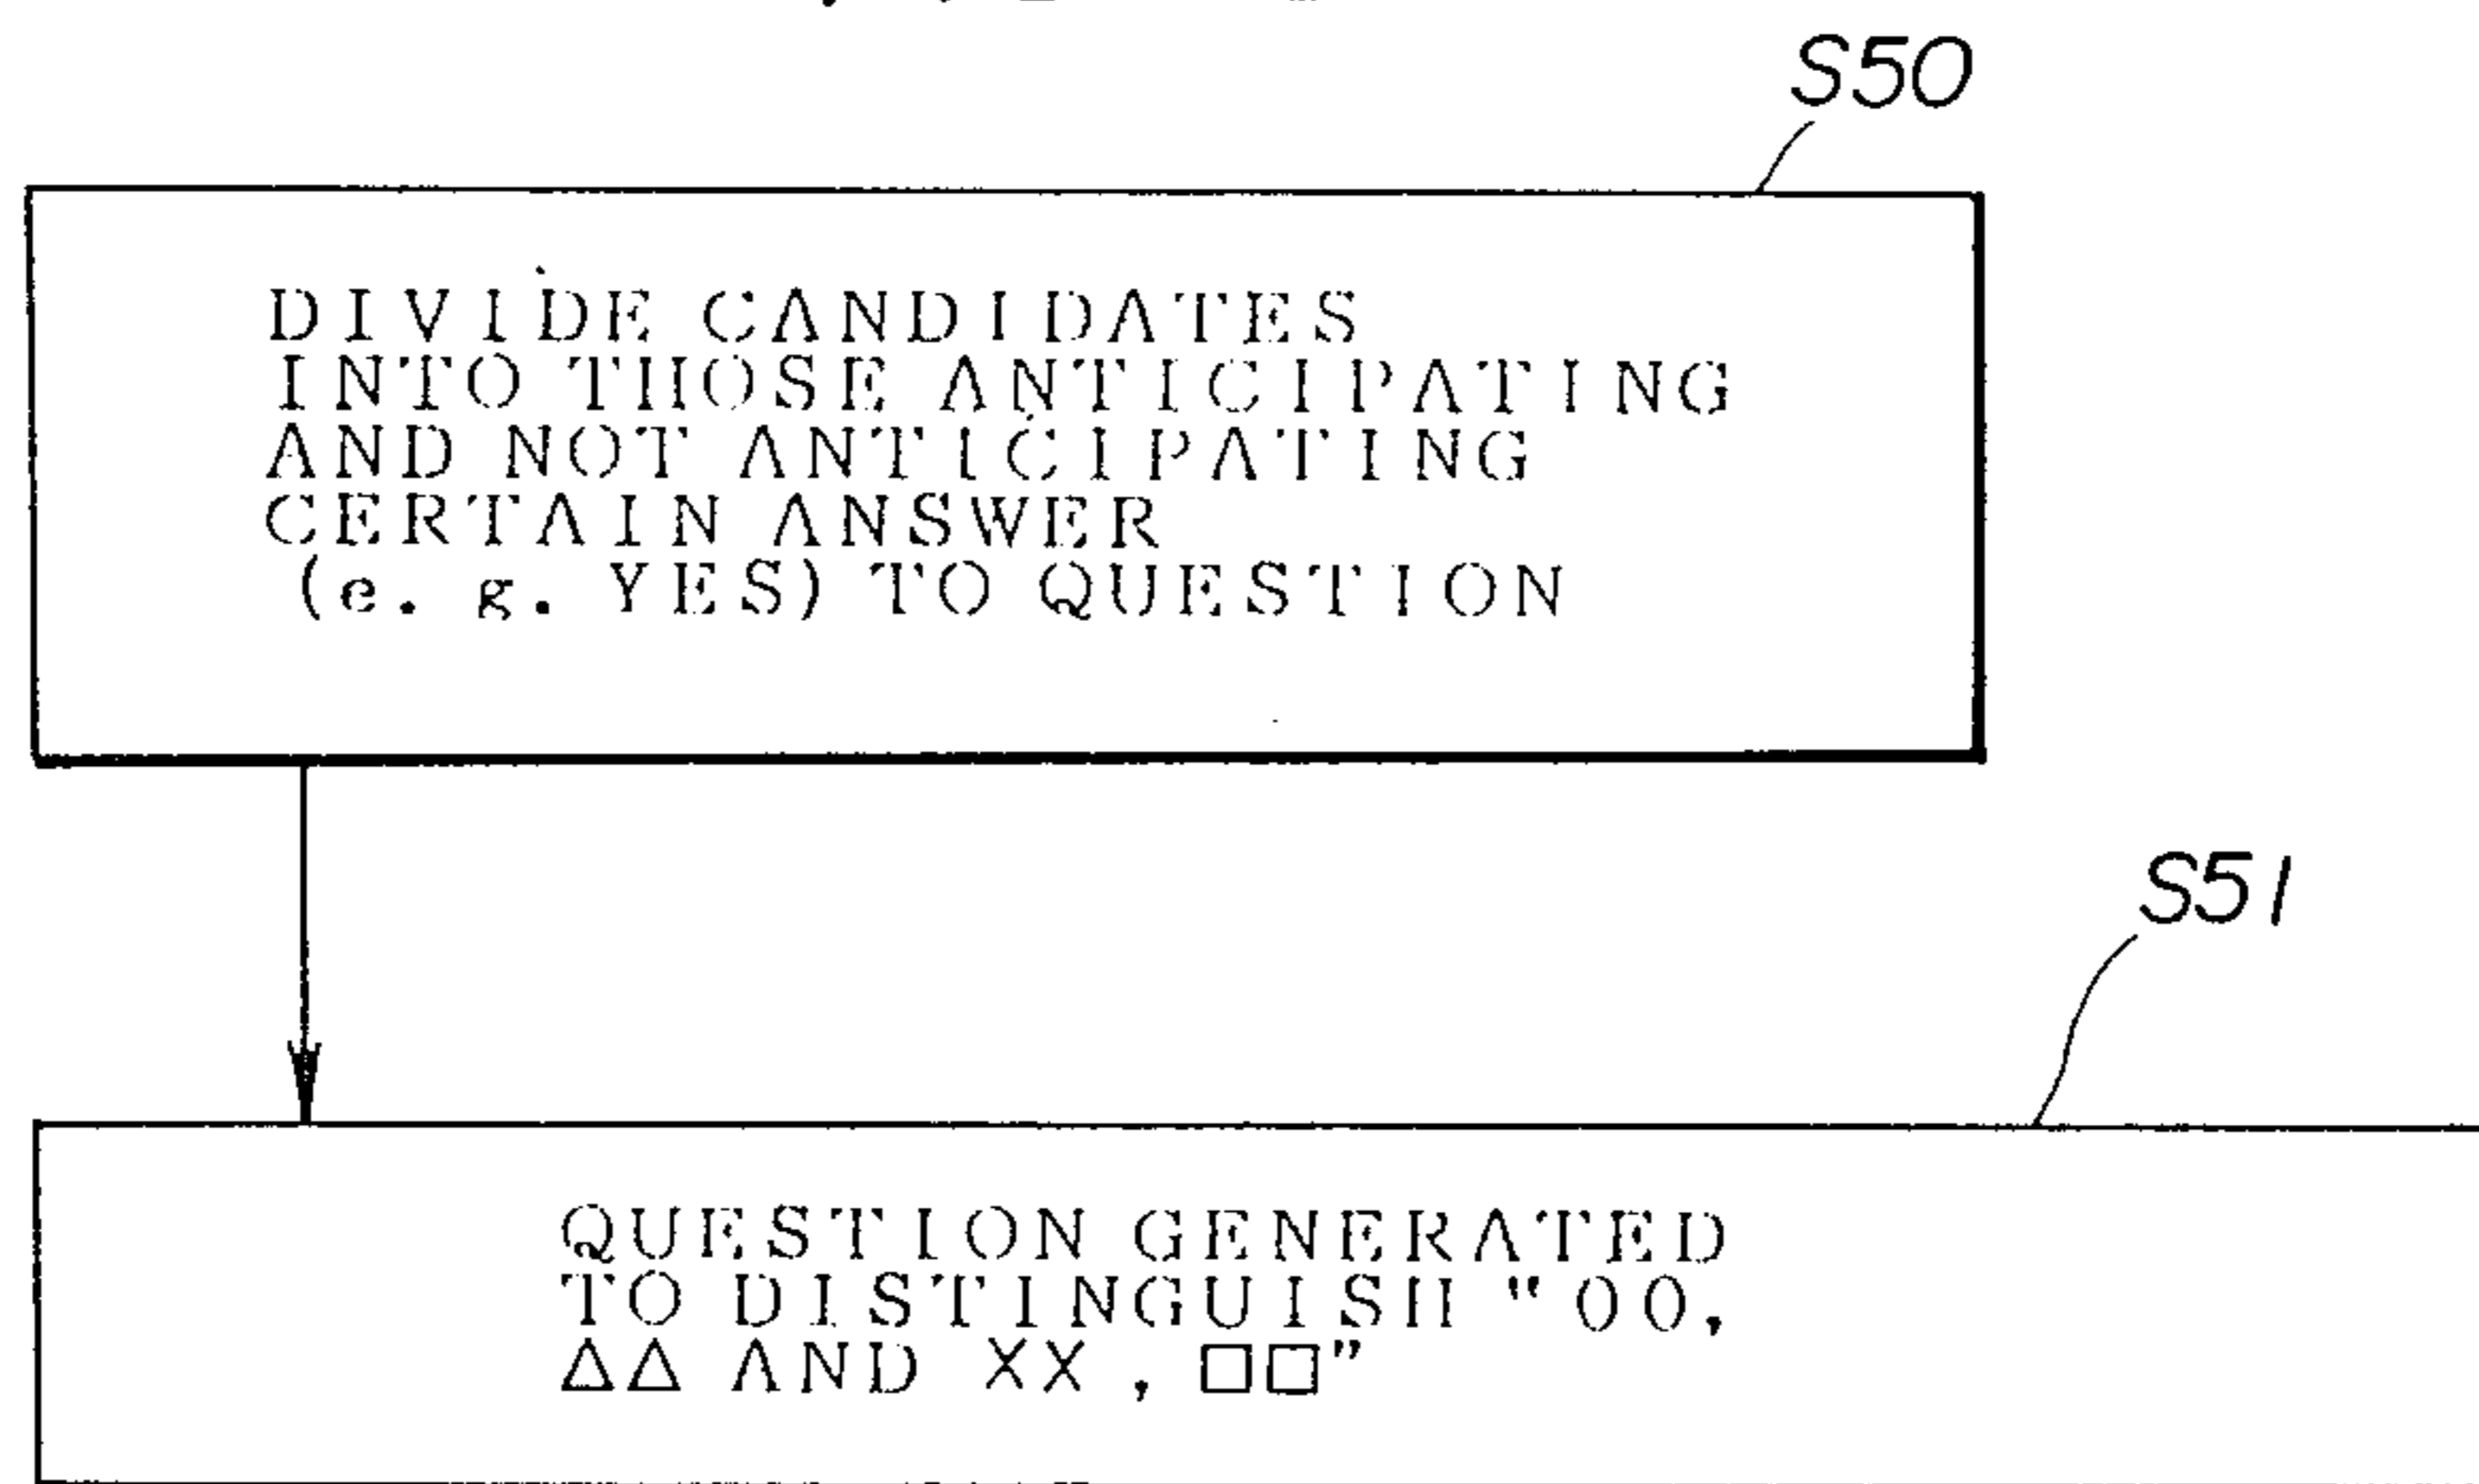 S50
DIVIDE CANDIDATES
INTO THOSE ANTICIPATING
AND NOT ANTICIPATING
CERTAIN ANSWER
(e. g. YES) TO QUESTION
S51
QUESTION GENERATED
TO DISTINGUISH "OO,
△△ AND XX , □□"